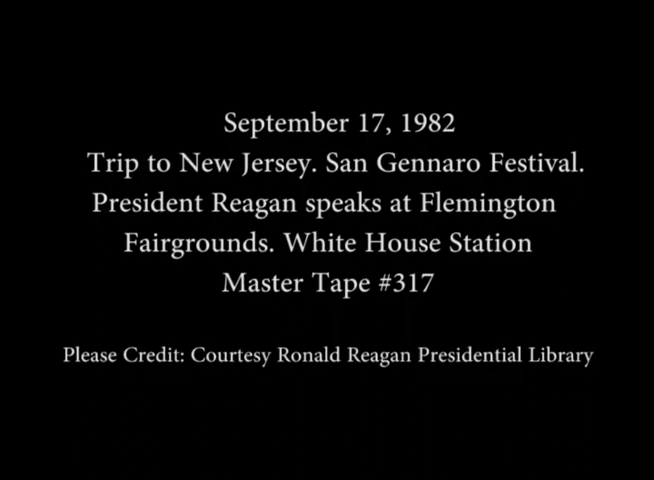 September 17, 1982
Trip to New Jersey. San Gennaro Festival.
President Reagan speaks at Flemington
Fairgrounds. White House Station
Master Tape #317
Please Credit: Courtesy Ronald Reagan Presidential Library